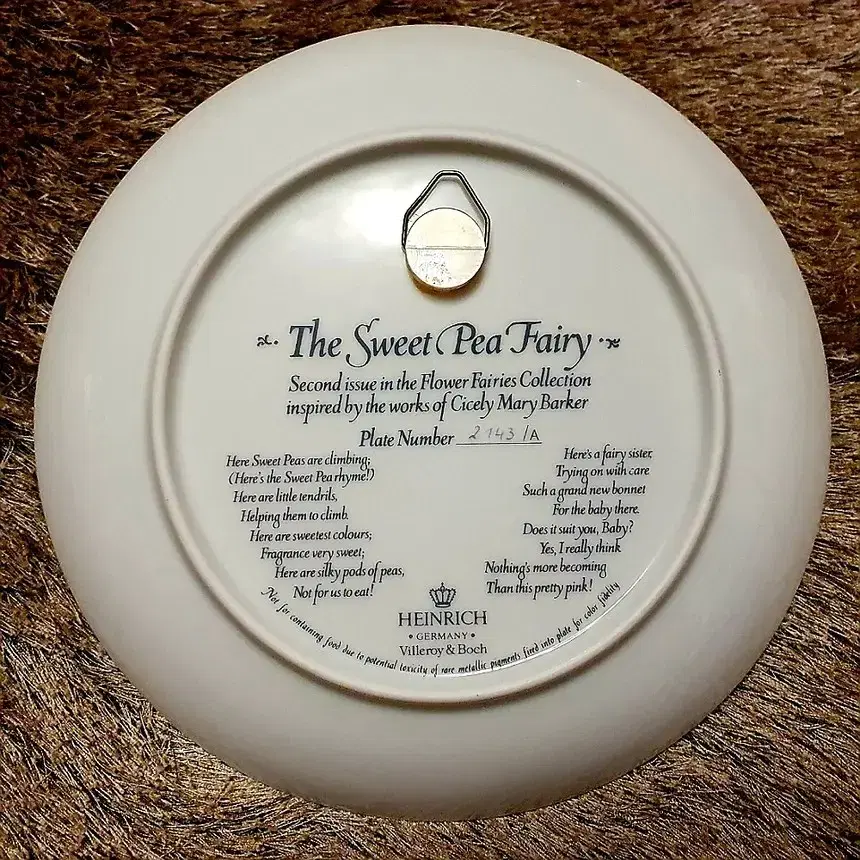 The Sweet Pea Fairy
Second issue in the Flower Fairies Collection
inspired by the works of Cicely Mary Barker
Plate Number 2143/A
Here Sweet Peas are climbing;
(Here's the Sweet Pea rhyme!)
Here are little tendrils,
Helping them to climb.
Here are sweetest colours;
Fragrance very sweet;
Here are silky pods of peas,
Not for us to eat!
Here's a fairy sister,
Trying on with care
Such a grand new bonnet
For the baby there.
Does it suit you, Baby?
Yes, I really think
Nothing's more becoming
Than this pretty pink!
HEINRICH
• GERMANY •
Villeroy & Boch
Not for containing food due to potential toxicity of rare metallic pigments fired into plate for color fidelity